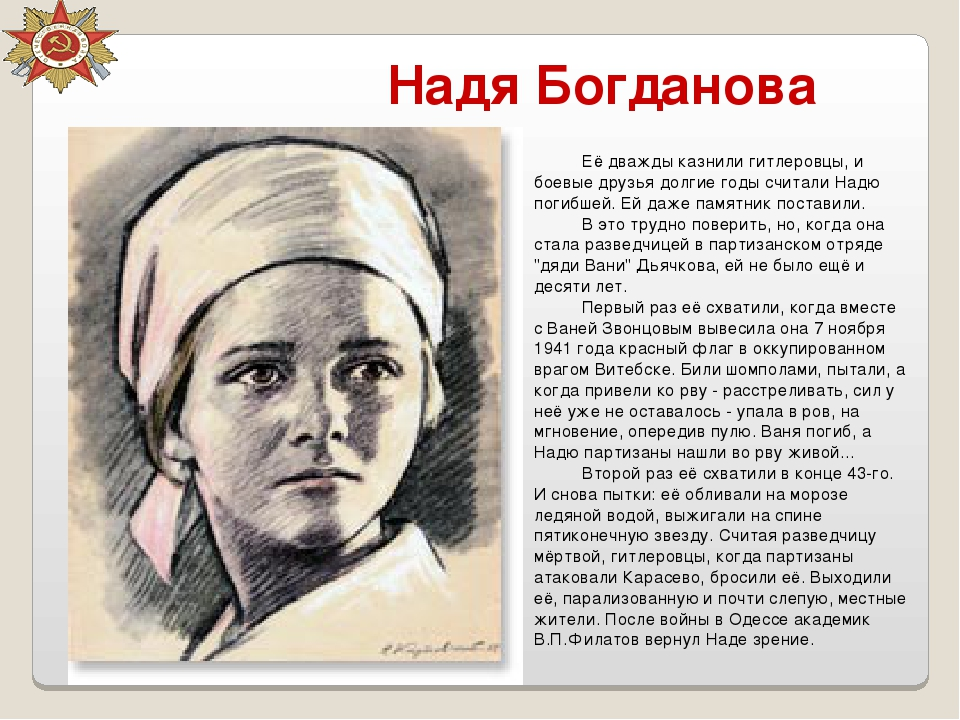 Надя Богданова
Её дважды казнили гитлеровцы, и
боевые друзья долгие годы считали Надю
погибшей. Ей даже памятник поставили.
В это трудно поверить, но, когда она
стала разведчицей в партизанском отряде
"дяди Вани" Дьячкова, ей не было ещё и
десяти лет.
Первый раз её схватили, когда вместе
с Ваней Звонцовым вывесила она 7 ноября
1941 года красный флаг в оккупированном
врагом Витебске. Били шомполами, пытали, а
когда привели ко рву - расстреливать, сил у
неё уже не оставалось - упала в ров, на
мгновение, опередив пулю. Ваня погиб, а
Надю партизаны нашли во рву живой...
Второй раз её схватили в конце 43-го.
И снова пытки: её обливали на морозе
ледяной водой, выжигали на спине
пятиконечную звезду. Считая разведчицу
мёртвой, гитлеровцы, когда партизаны
атаковали Карасево, бросили её. Выходили
её, парализованную и почти слепую, местные
жители. После войны в Одессе академик
В.П.Филатов вернул Наде зрение.